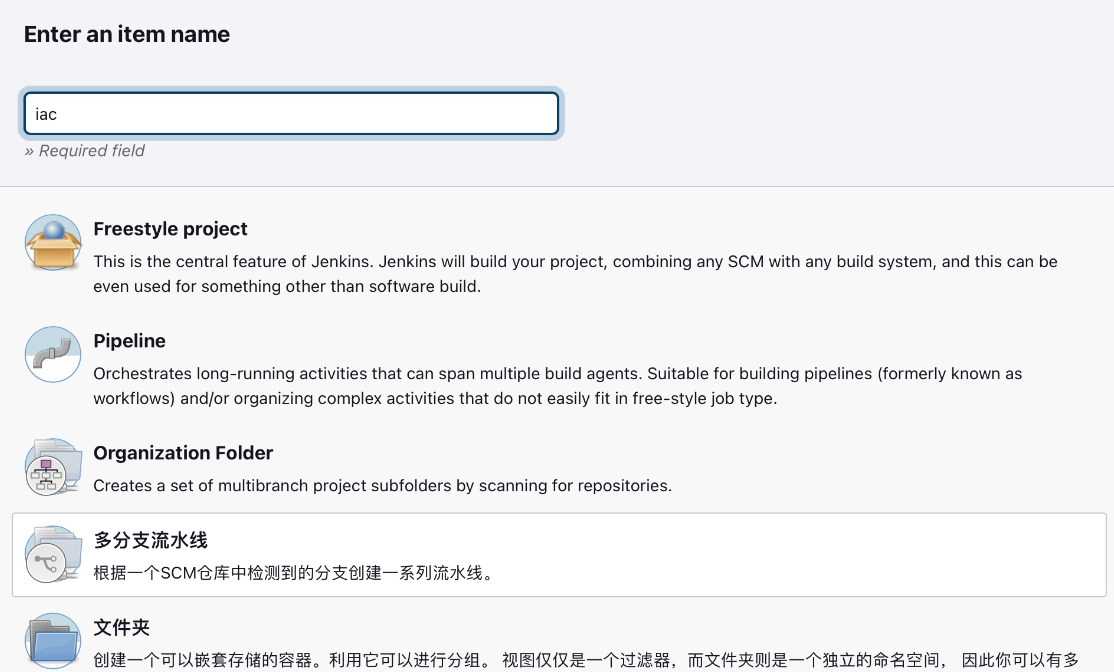 Enter an item name
iac
» Required field
Freestyle project
This is the central feature of Jenkins. Jenkins will build your project, combining any SCM with any build system, and this can be
even used for something other than software build.
Pipeline
Orchestrates long-running activities that can span multiple build agents. Suitable for building pipelines (formerly known as
workflows) and/or organizing complex activities that do not easily fit in free-style job type.
Organization Folder
Creates a set of multibranch project subfolders by scanning for repositories.
多分支流水线
根据一个SCM仓库中检测到的分支创建一系列流水线。
文件夹
创建一个可以嵌套存储的容器。利用它可以进行分组。 视图仅仅是一个过滤器，而文件夹则是一个独立的命名空间， 因此你可以有多